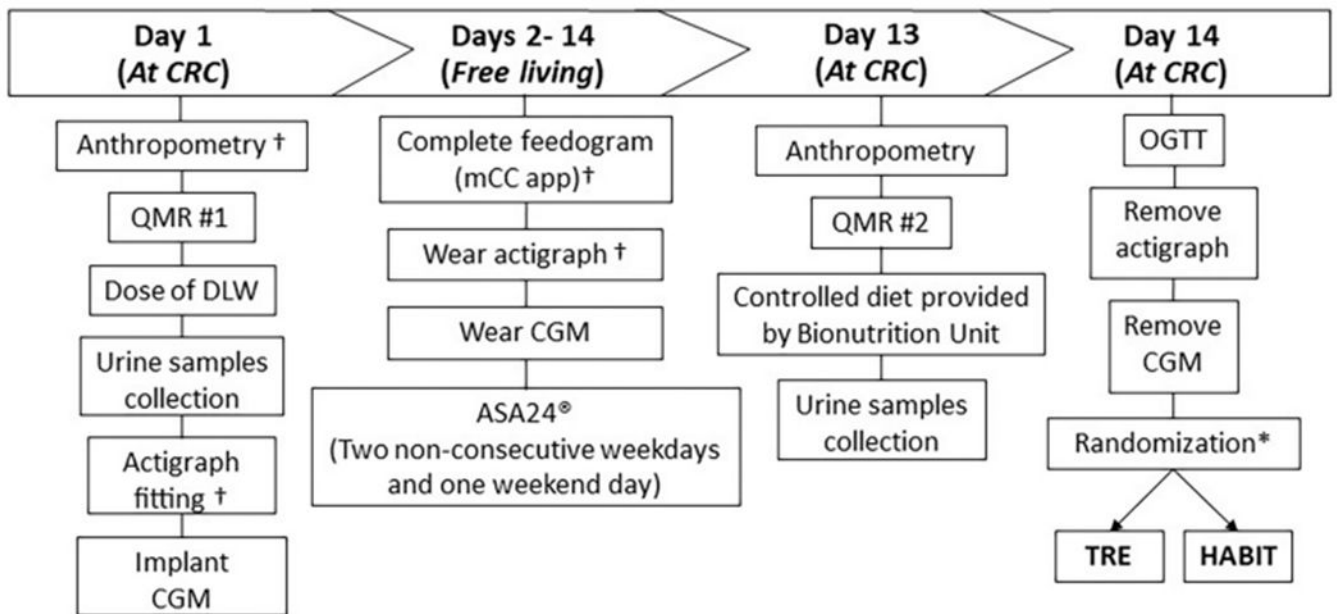 Day 1
(At CRC)
Days 2- 14
(Free living)
Day 13
(At CRC)
Day 14
(At CRC)
Anthropometry †
QMR #1
Dose of DLW
Urine samples
collection
Actigraph
fitting †
Implant
CGM
Complete feedogram
(mCC app)†
Wear actigraph †
Wear CGM
ASA24®
(Two non-consecutive weekdays
and one weekend day)
Anthropometry
QMR #2
Controlled diet provided
by Bionutrition Unit
Urine samples
collection
OGTT
Remove
actigraph
Remove
CGM
Randomization*
TRE
HABIT